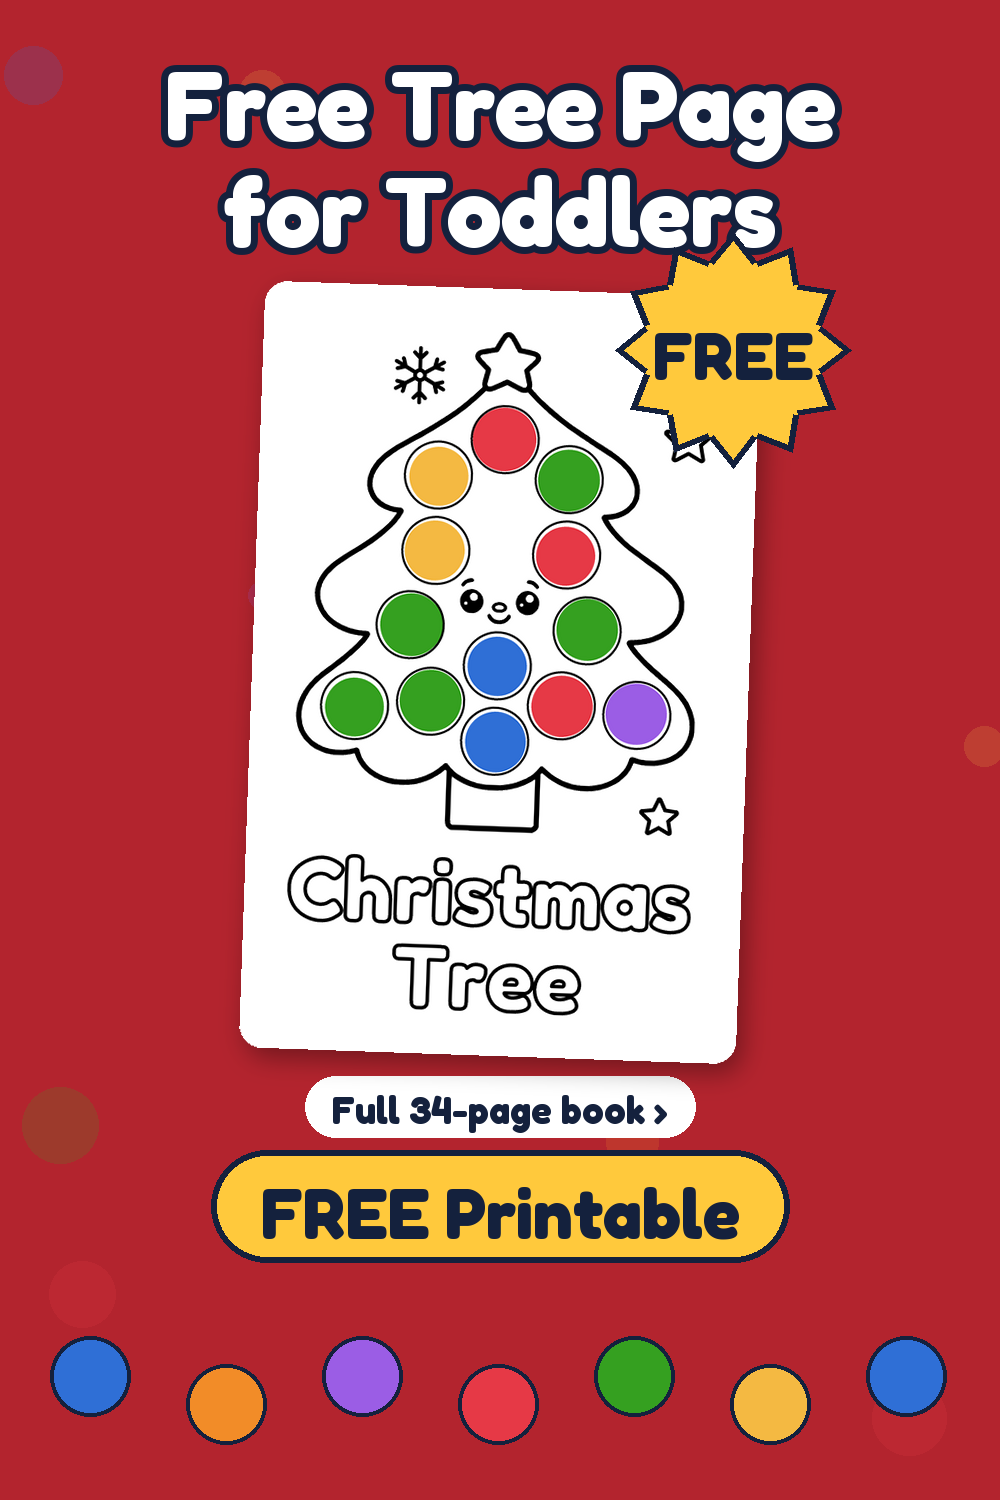 Free Tree Page
for Toddlers
FREE
Christmas
Tree
Full 34-page book ›
FREE Printable